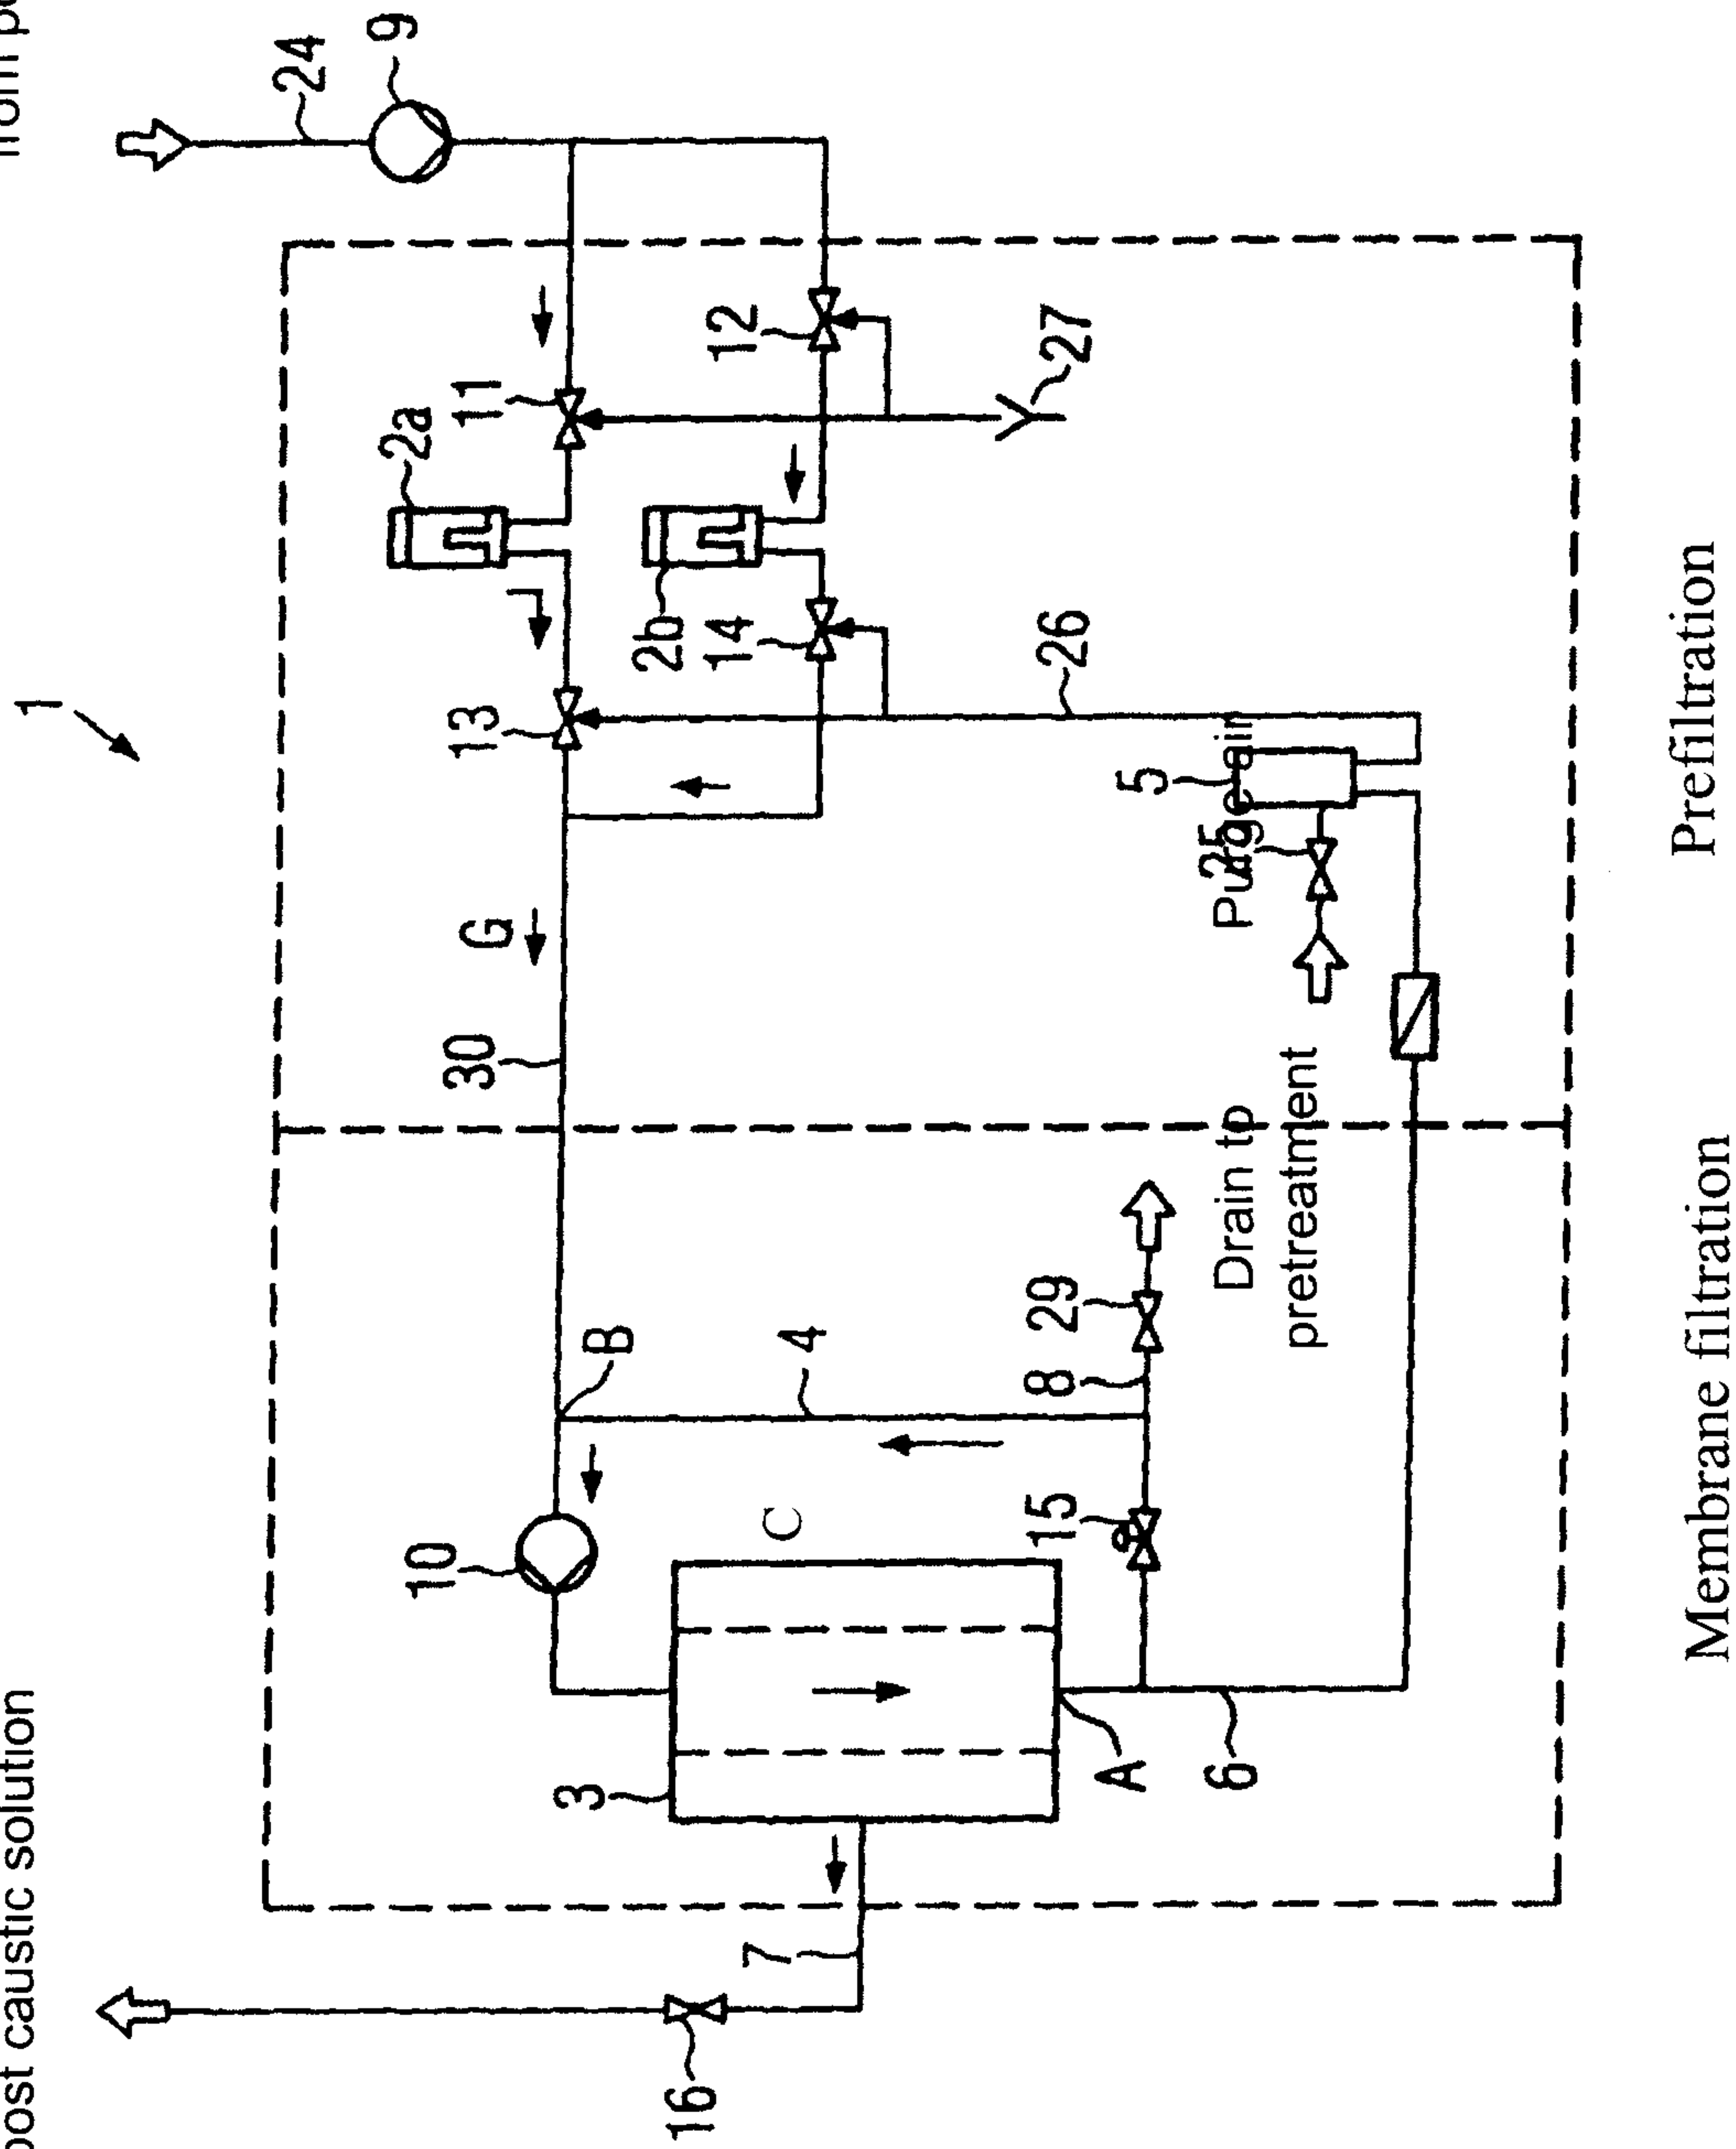 from
24
9
1
12
27
11
2a
2b
14
26
13
5
25
Purge air
G
30
Prefiltration
B
4
29
8
Drain to
pretreatment
10
C
15
3
A
6
Membrane filtration
7
16
post caustic solution